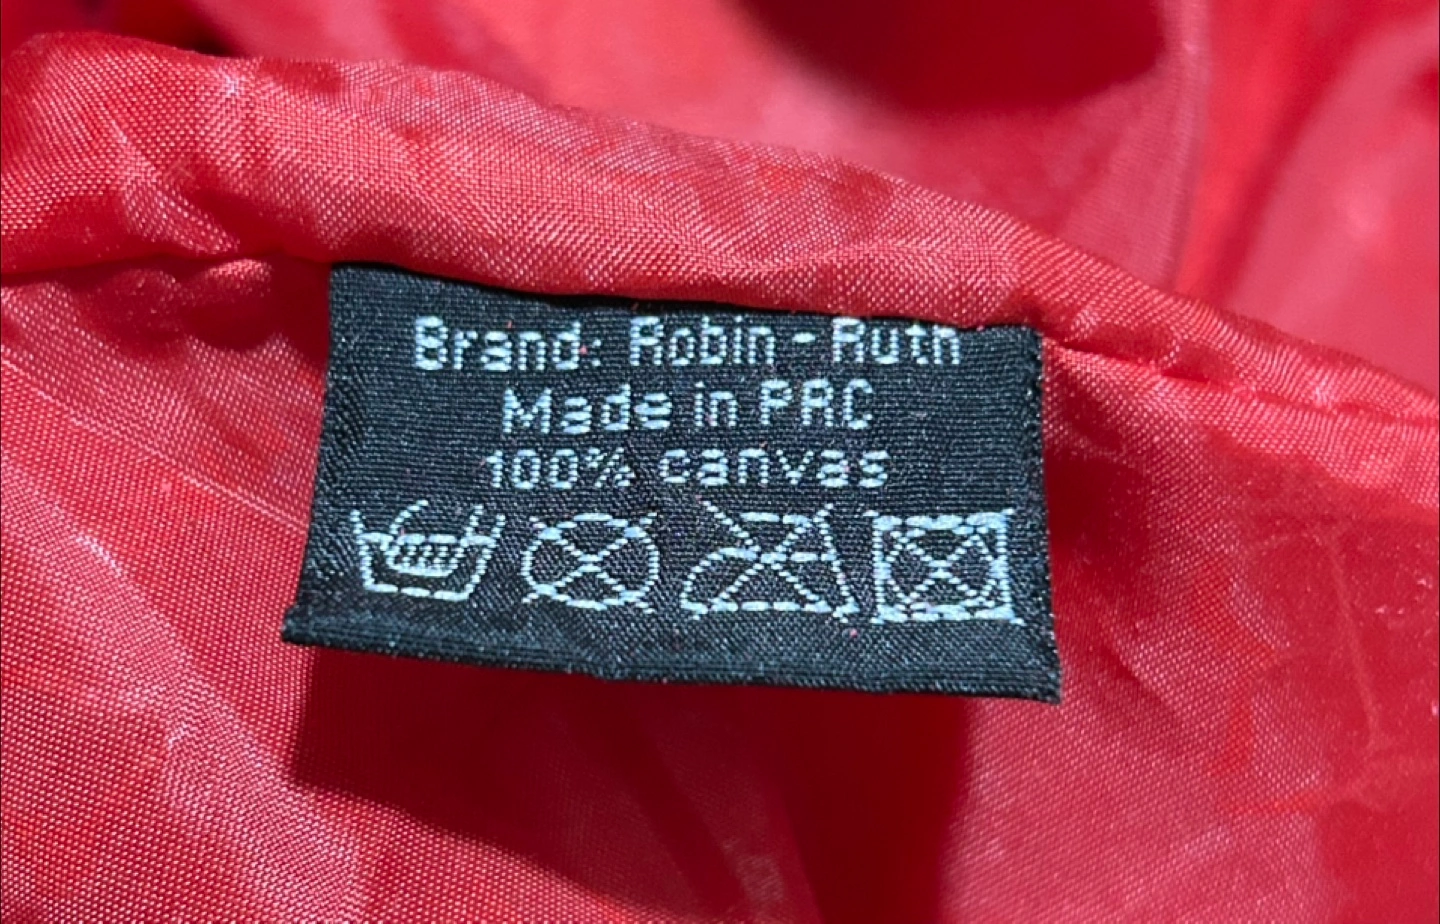 Brand: Robin-Ruth
Made in PRC
100% canvas